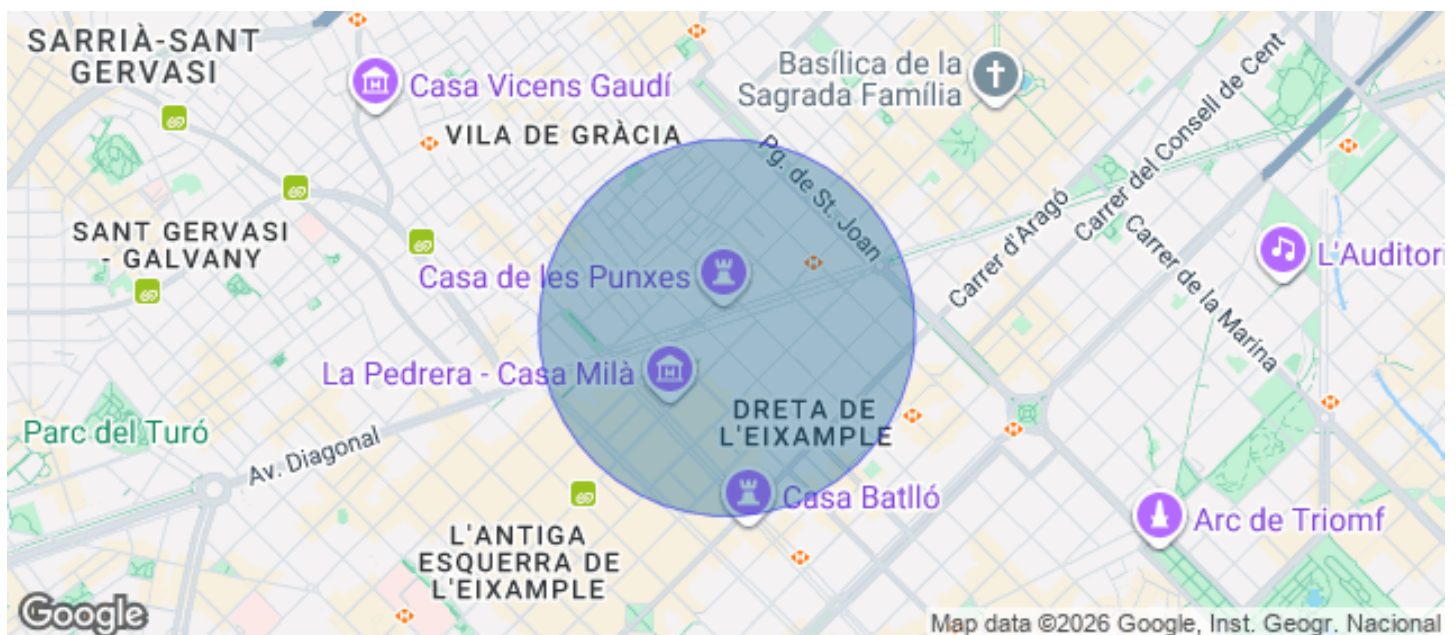 SARRIÀ-SANT
GERVASI
Casa Vicens Gaudí
Basílica de la
Sagrada Família
VILA DE GRÀCIA
Pg. de St. Joan
Carrer del Consell de Cent
Carrer d'Aragó
Carrer de la Marina
SANT GERVASI
- GALVANY
Casa de les Punxes
L'Auditori
La Pedrera - Casa Milà
DRETA DE
L'EIXAMPLE
Parc del Turó
Av. Diagonal
Casa Batlló
Arc de Triomf
L'ANTIGA
ESQUERRA DE
L'EIXAMPLE
Google
Map data ©2026 Google, Inst. Geogr. Nacional